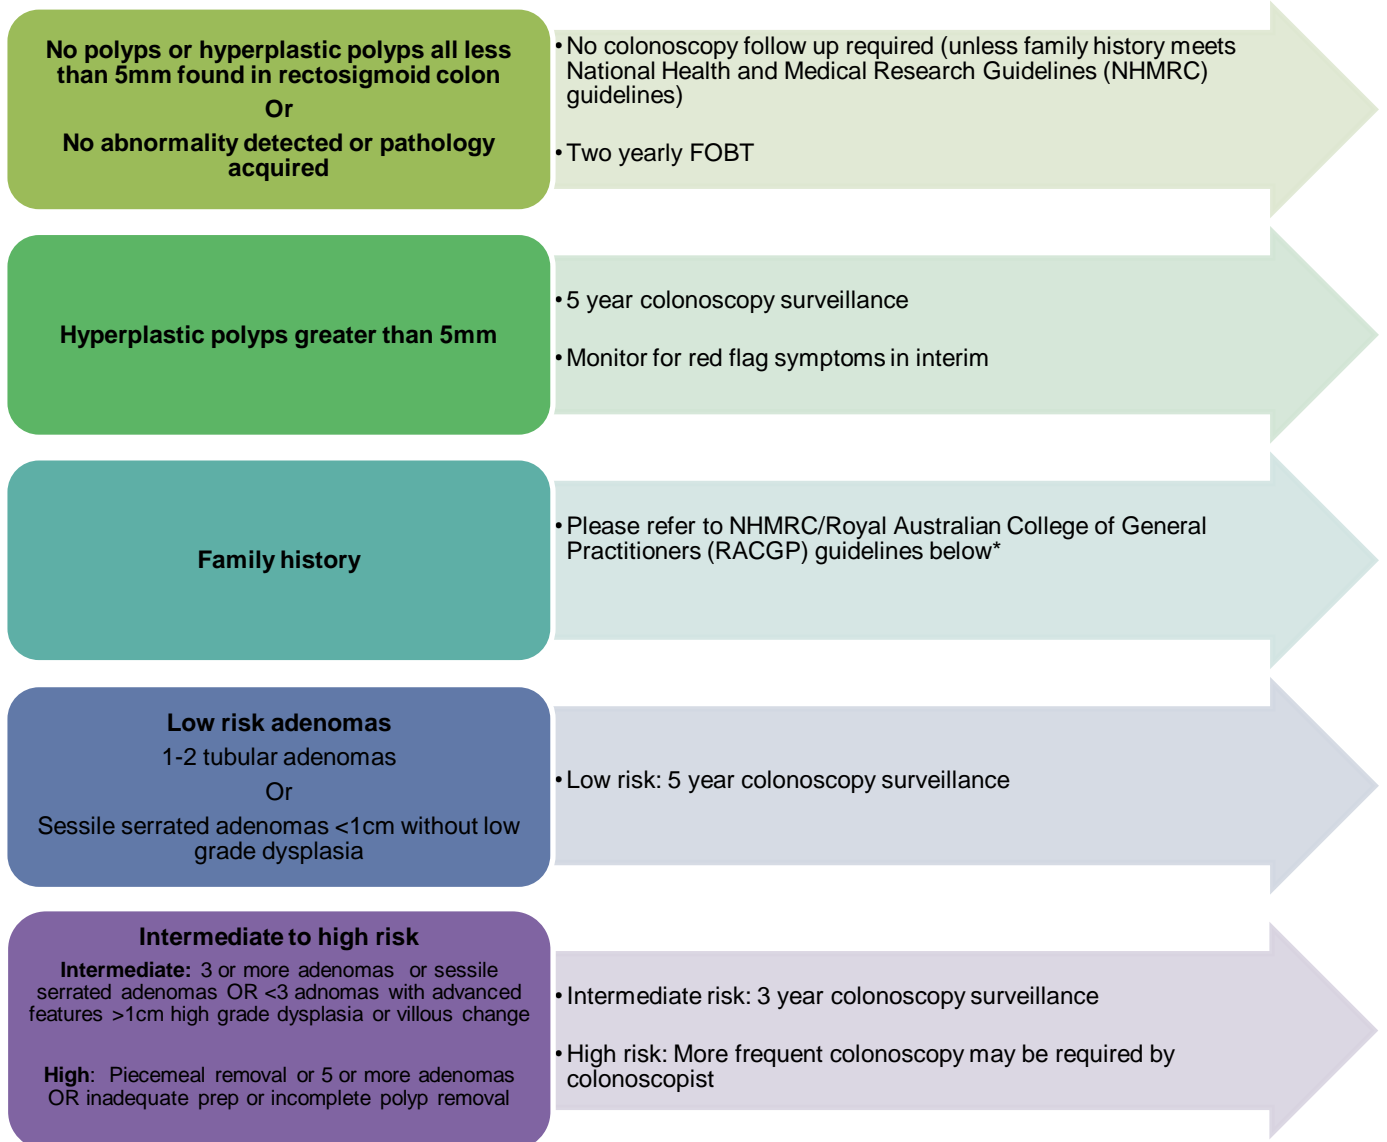 No polyps or hyperplastic polyps all less
than 5mm found in rectosigmoid colon
Or
No abnormality detected or pathology
acquired
• No colonoscopy follow up required (unless family history meets
National Health and Medical Research Guidelines (NHMRC)
guidelines)
• Two yearly FOBT
Hyperplastic polyps greater than 5mm
• 5 year colonoscopy surveillance
• Monitor for red flag symptoms in interim
Family history
• Please refer to NHMRC/Royal Australian College of General
Practitioners (RACGP) guidelines below*
Low risk adenomas
1-2 tubular adenomas
Or
Sessile serrated adenomas <1cm without low
grade dysplasia
• Low risk: 5 year colonoscopy surveillance
Intermediate to high risk
Intermediate: 3 or more adenomas or sessile
serrated adenomas OR <3 adnomas with advanced
features >1cm high grade dysplasia or villous change
High: Piecemeal removal or 5 or more adenomas
OR inadequate prep or incomplete polyp removal
• Intermediate risk: 3 year colonoscopy surveillance
• High risk: More frequent colonoscopy may be required by
colonoscopist